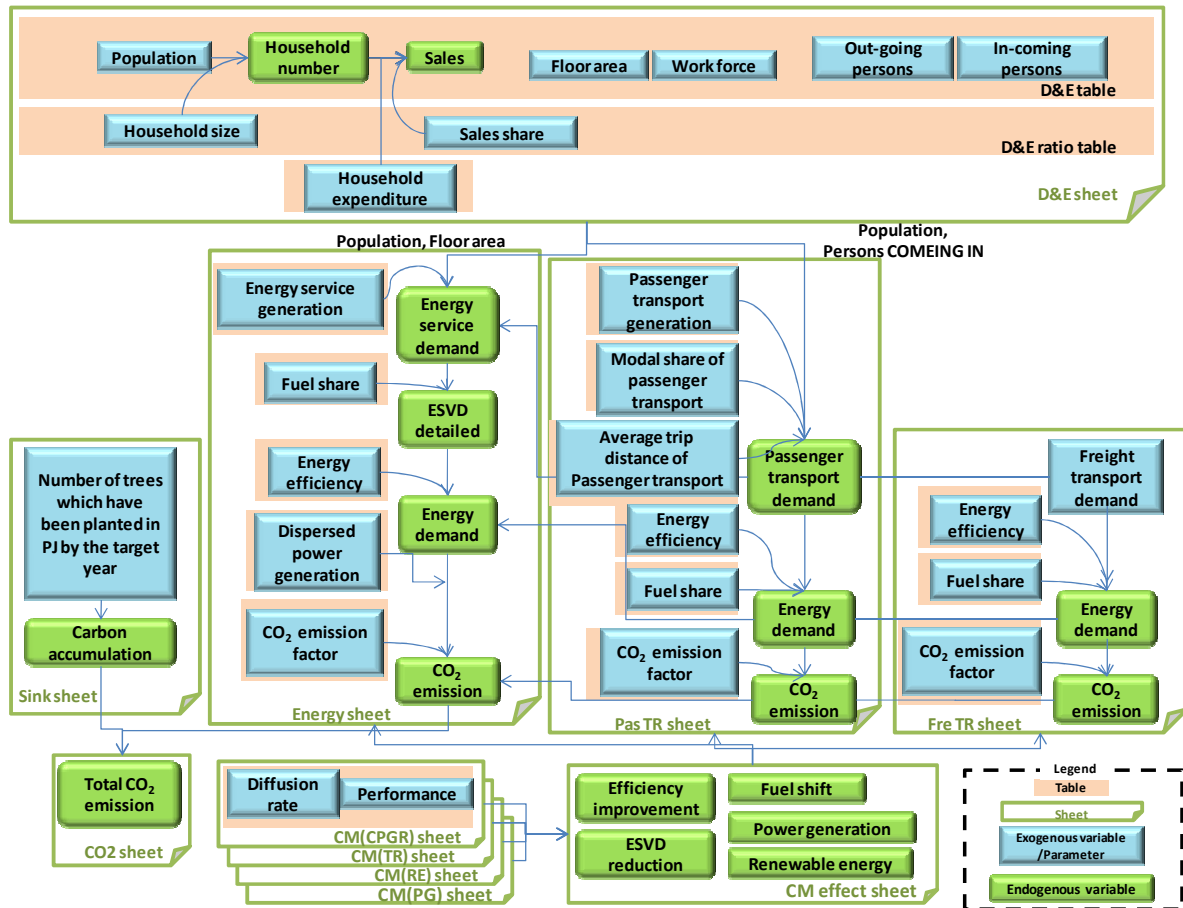 Population
Household
number
Sales
Floor area
Work force
Out-going
persons
In-coming
persons
D&E table
Household size
Sales share
D&E ratio table
Household
expenditure
D&E sheet
Population, Floor area
Population,
Persons COMEING IN
Energy service
generation
Energy
service
demand
Fuel share
ESVD
detailed
Energy
efficiency
Energy
demand
Dispersed
power
generation
CO2 emission
factor
CO2
emission
Energy sheet
Passenger
transport
generation
Modal share of
passenger
transport
Average trip
distance of
Passenger transport
Passenger
transport
demand
Energy
efficiency
Fuel share
Energy
demand
CO2 emission
factor
CO2
emission
Pas TR sheet
Freight
transport
demand
Energy
efficiency
Fuel share
Energy
demand
CO2 emission
factor
CO2
emission
Fre TR sheet
Number of trees
which have
been planted in
PJ by the target
year
Carbon
accumulation
Sink sheet
Total CO2
emission
CO2 sheet
Diffusion
rate
Performance
CM(CPGR) sheet
CM(TR) sheet
CM(RE) sheet
CM(PG) sheet
Efficiency
improvement
Fuel shift
ESVD
reduction
Power generation
Renewable energy
CM effect sheet
Legend
Table
Sheet
Exogenous variable
/Parameter
Endogenous variable